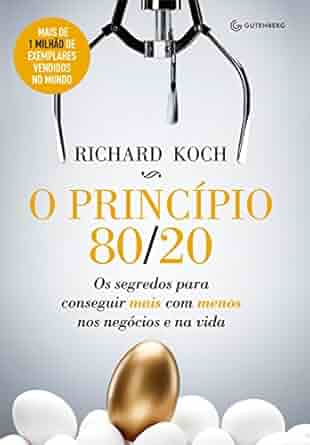 MAIS DE
1 MILHÃO DE
EXEMPLARES
VENDIDOS
NO MUNDO
GUTENBERG
RICHARD KOCH
O PRINCÍPIO
80/20
Os segredos para
conseguir mais com menos
nos negócios e na vida